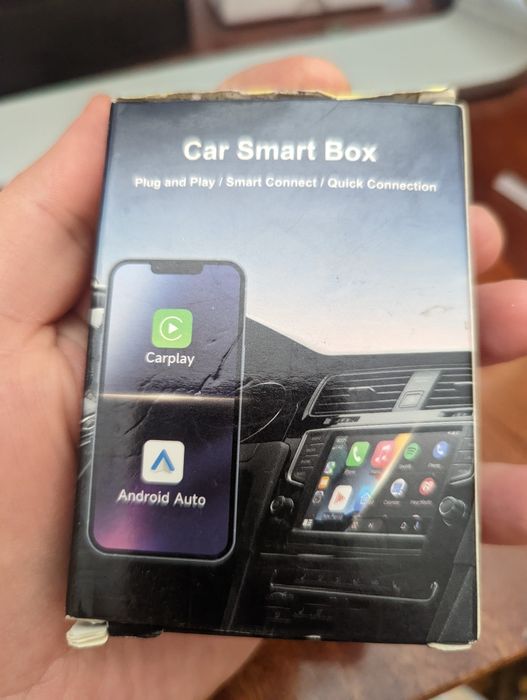 Car Smart Box
Plug and Play / Smart Connect / Quick Connection
Carplay
Android Auto